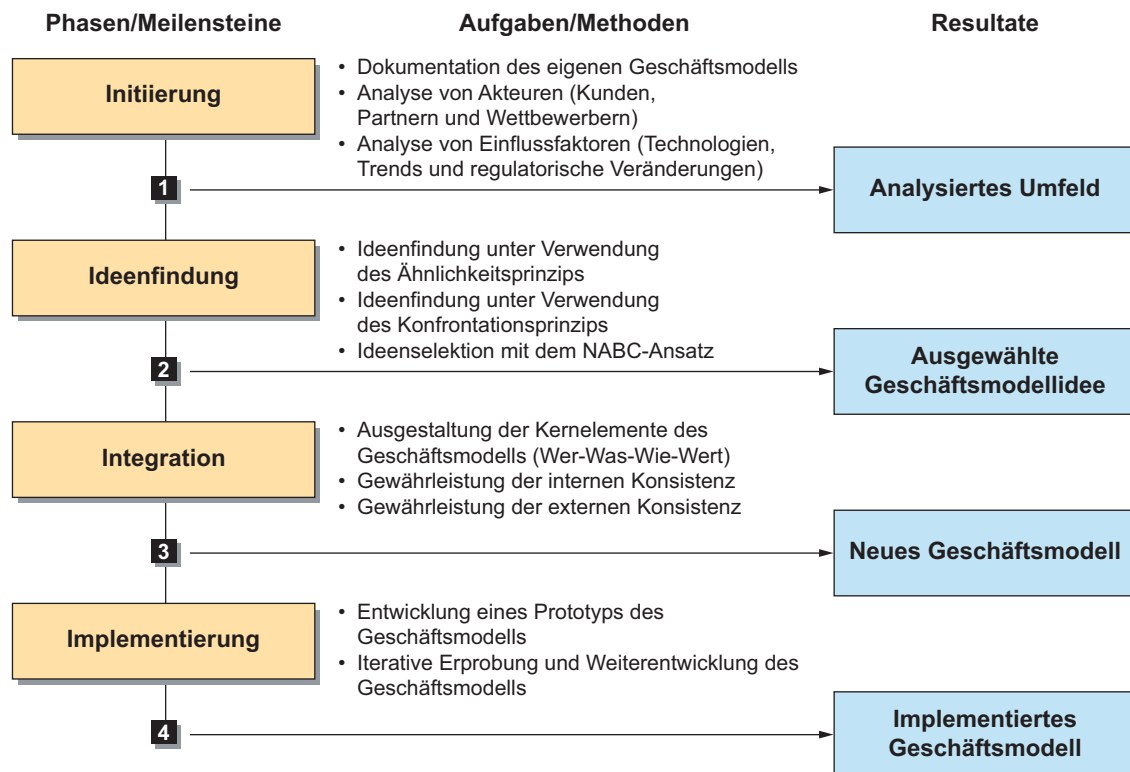 Phasen/Meilensteine
Aufgaben/Methoden
Resultate
Initiierung
• Dokumentation des eigenen Geschäftsmodells
• Analyse von Akteuren (Kunden,
Partnern und Wettbewerbern)
• Analyse von Einflussfaktoren (Technologien,
Trends und regulatorische Veränderungen)
1
Analysiertes Umfeld
Ideenfindung
• Ideenfindung unter Verwendung
des Ähnlichkeitsprinzips
• Ideenfindung unter Verwendung
des Konfrontationsprinzips
• Ideenselektion mit dem NABC-Ansatz
2
Ausgewählte
Geschäftsmodellidee
Integration
• Ausgestaltung der Kernelemente des
Geschäftsmodells (Wer-Was-Wie-Wert)
• Gewährleistung der internen Konsistenz
• Gewährleistung der externen Konsistenz
3
Neues Geschäftsmodell
Implementierung
• Entwicklung eines Prototyps des
Geschäftsmodells
• Iterative Erprobung und Weiterentwicklung des
Geschäftsmodells
4
Implementiertes
Geschäftsmodell